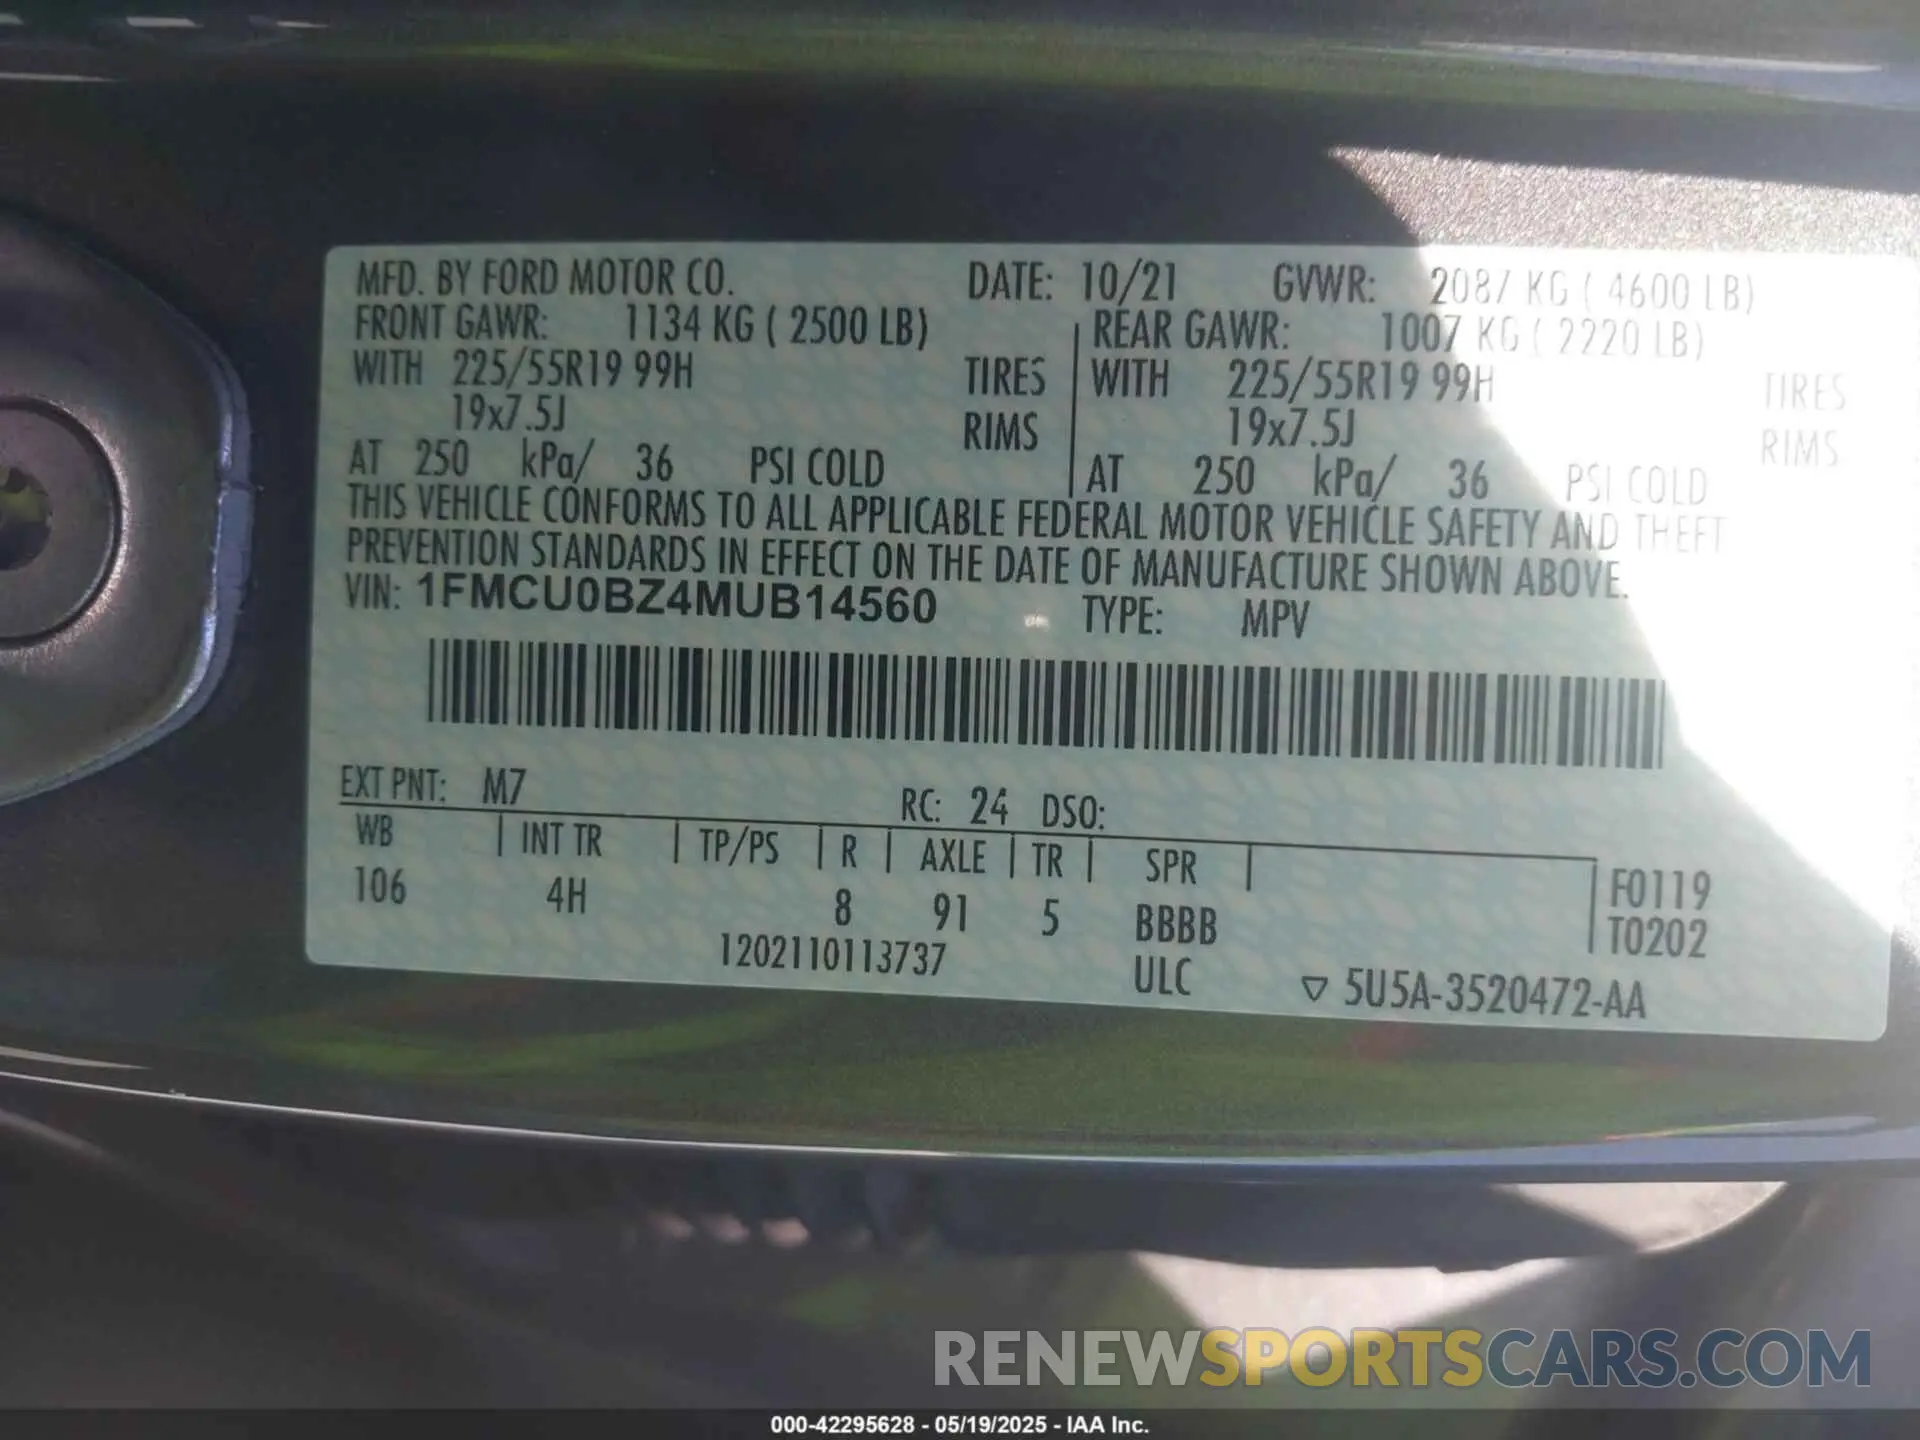 MFD. BY FORD MOTOR CO. DATE: 10/21 GVWR: 2087 KG ( 4600 LB)
FRONT GAWR: 1134 KG ( 2500 LB) REAR GAWR: 1007 KG ( 2220 LB)
WITH 225/55R19 99H TIRES WITH 225/55R19 99H TIRES
19x7.5J RIMS 19x7.5J RIMS
AT 250 kPa/ 36 PSI COLD AT 250 kPa/ 36 PSI COLD
THIS VEHICLE CONFORMS TO ALL APPLICABLE FEDERAL MOTOR VEHICLE SAFETY AND THEFT
PREVENTION STANDARDS IN EFFECT ON THE DATE OF MANUFACTURE SHOWN ABOVE.
VIN: 1FMCU0BZ4MUB14560 TYPE: MPV
EXT PNT: M7 RC: 24 DSO:
WB INT TR TP/PS R AXLE TR SPR F0119
106 4H 8 91 5 BBBB T0202
1202110113737 ULC ▽ 5U5A-3520472-AA
RENEWSPORTSCARS.COM
000-42295628 - 05/19/2025 - IAA Inc.